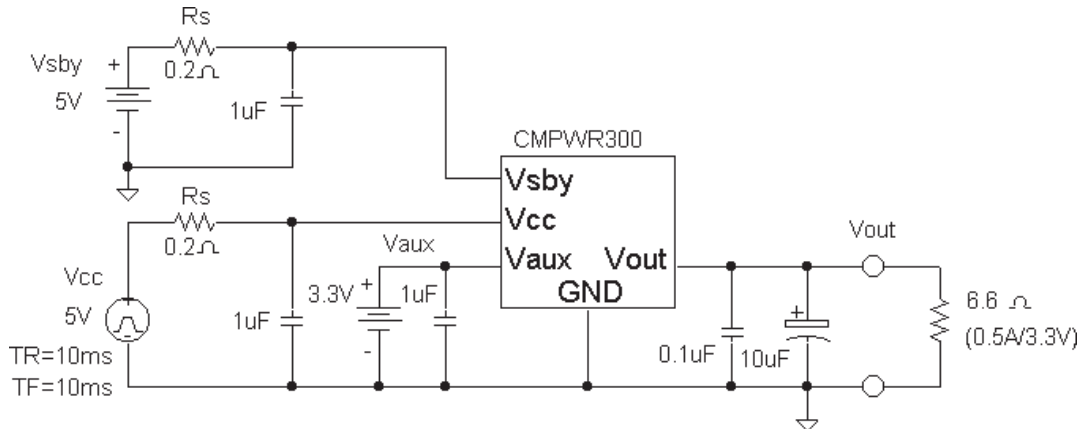 Rs
Vsby
+
0.2Ω
5V
1uF
-
CMPWR300
Vsby
Rs
Vcc
0.2Ω
Vaux
Vout
Vaux Vout
Vcc
+
3.3V
1uF
GND
5V
1uF
-
-
+
6.6 Ω
(0.5A/3.3V)
0.1uF
10uF
TR=10ms
TF=10ms